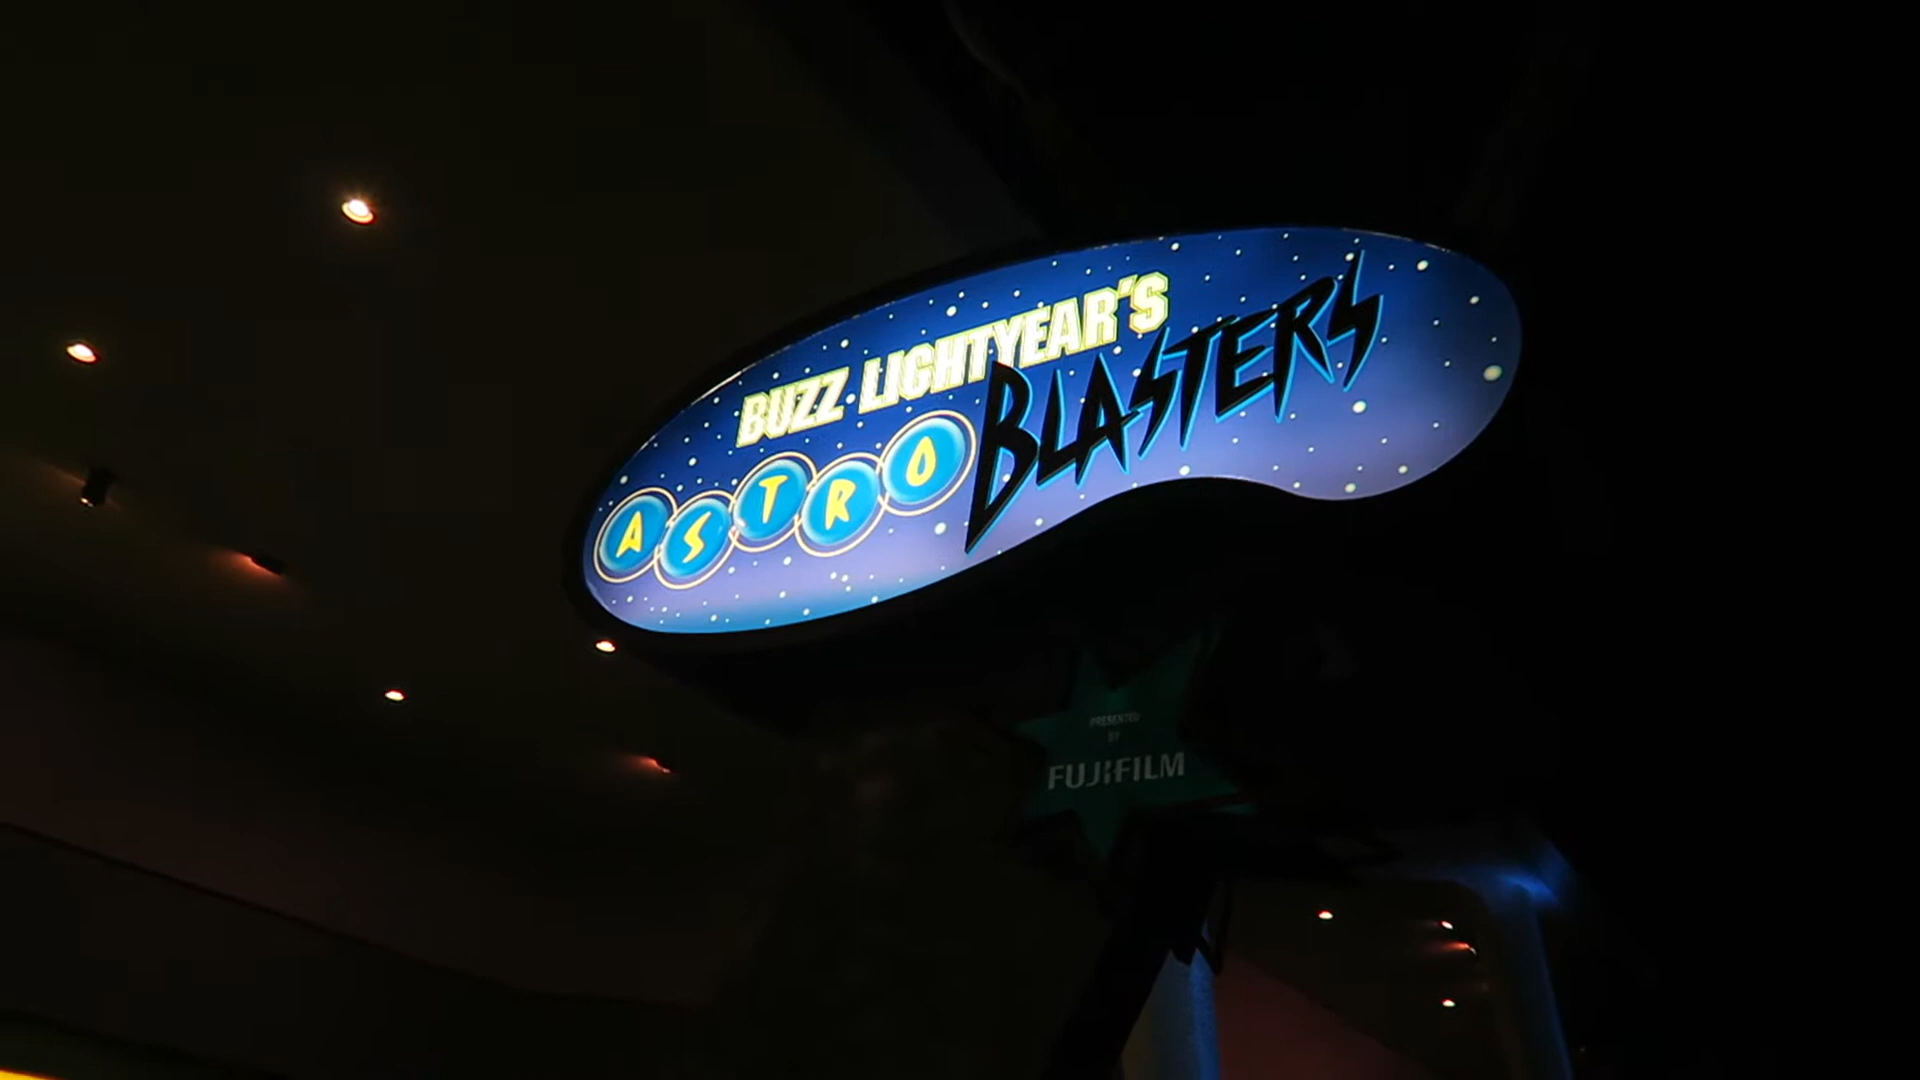 BUZZ LIGHTYEAR'S
ASTRO BLASTERS
PRESENTED
BY
FUJIFILM